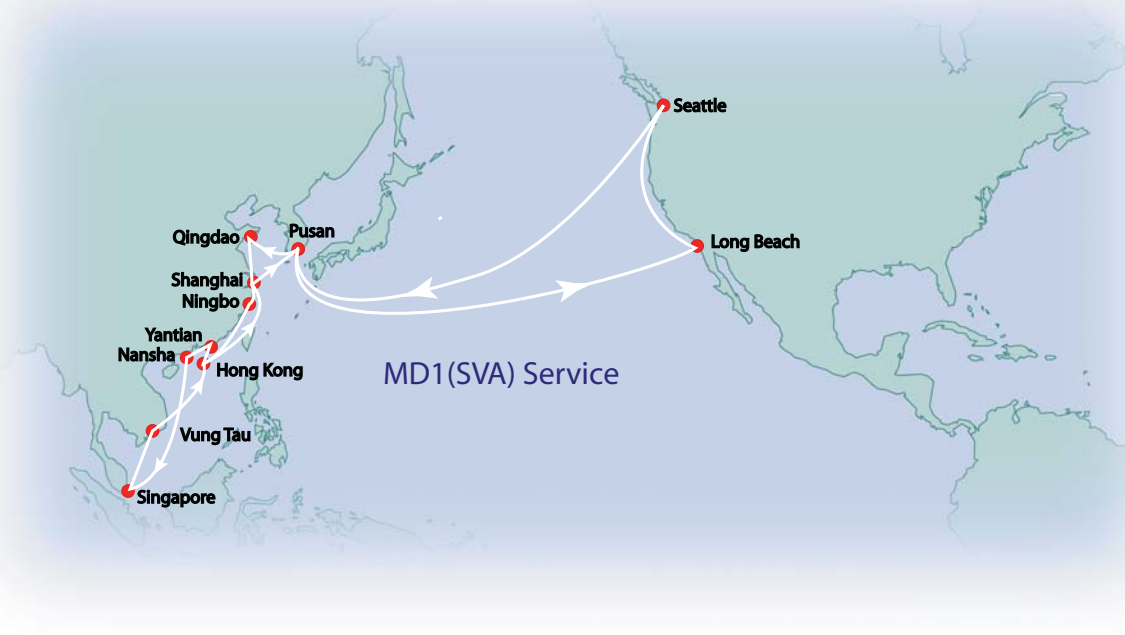 Seattle
Pusan
Qingdao
Long Beach
Shanghai
Ningbo
Yantian
Nansha
Hong Kong
MD1(SVA) Service
Vung Tau
Singapore